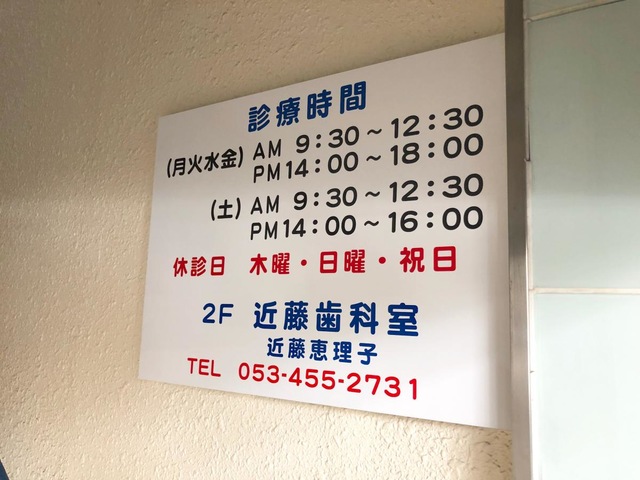 診療時間
(月火水金) AM 9:30～12:30
PM14:00～18:00
(土) AM 9:30～12:30
PM14:00～16:00
休診日 木曜・日曜・祝日
2F 近藤歯科室
近藤恵理子
TEL 053-455-2731